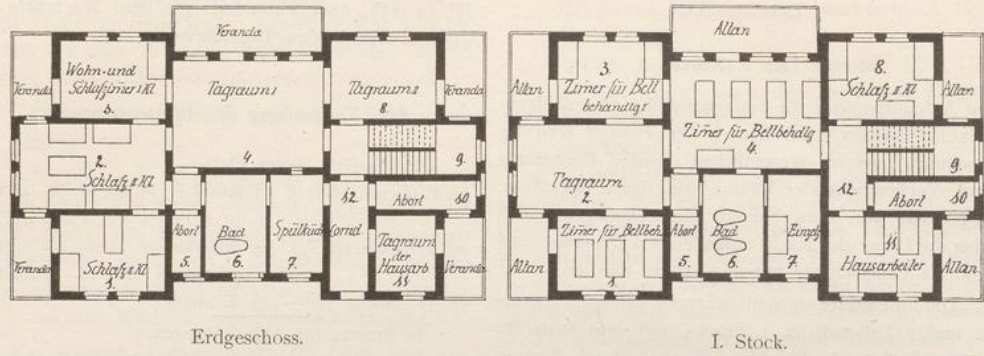 Veranda
Wohn-und
Schlafzimer I Kl
3.
Veranda
Tagraum I
4.
Tagraum II
8.
Veranda
2.
Schlafz II Kl
9.
12
Abort
10
Abort
5.
Bad
6.
Spülküche
7.
Corrid
Tagraum
der
Hausarb
11
Veranda
Veranda
Schlafz II Kl
1.
Erdgeschoss.
Altan
Altan
3.
Zimer für Bett
behandlgt
8.
Schlafz II Kl
Altan
Zimer für Bettbehdlg
4.
Tagraum
2.
9.
12
Abort
10
Altan
Zimer für Bettbeh.
1.
Abort
5.
Bad
6.
7.
11
Hausarbeiter
Altan
I. Stock.